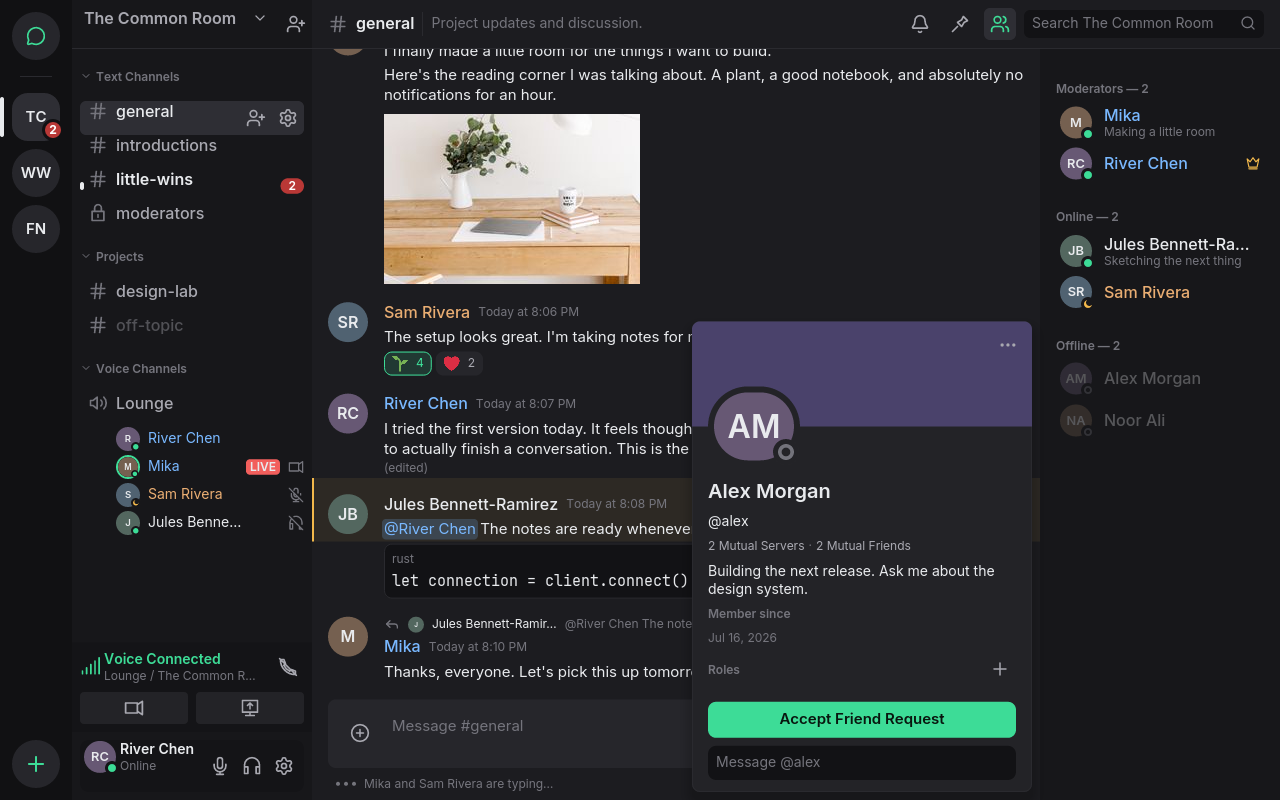 TC
2
WW
FN
The Common Room
Text Channels
general
introductions
little-wins
2
moderators
Projects
design-lab
off-topic
Voice Channels
Lounge
R
River Chen
M
Mika
LIVE
S
Sam Rivera
J
Jules Benne...
Voice Connected
Lounge / The Common R...
RC
River Chen
Online
general
Project updates and discussion.
Search The Common Room
I finally made a little room for the things I want to build.
Here's the reading corner I was talking about. A plant, a good notebook, and absolutely no
notifications for an hour.
SR
Sam Rivera
Today at 8:06 PM
The setup looks great. I'm taking notes for
4
2
RC
River Chen
Today at 8:07 PM
I tried the first version today. It feels though
to actually finish a conversation. This is the
(edited)
JB
Jules Bennett-Ramirez
Today at 8:08 PM
@River Chen The notes are ready wheneve
rust
let connection = client.connect()
J
Jules Bennett-Ramir...
@River Chen The note
M
Mika
Today at 8:10 PM
Thanks, everyone. Let's pick this up tomorr
Message #general
Mika and Sam Rivera are typing...
AM
Alex Morgan
@alex
2 Mutual Servers · 2 Mutual Friends
Building the next release. Ask me about the
design system.
Member since
Jul 16, 2026
Roles
Accept Friend Request
Message @alex
Moderators — 2
M
Mika
Making a little room
RC
River Chen
Online — 2
JB
Jules Bennett-Ra...
Sketching the next thing
SR
Sam Rivera
Offline — 2
AM
Alex Morgan
NA
Noor Ali